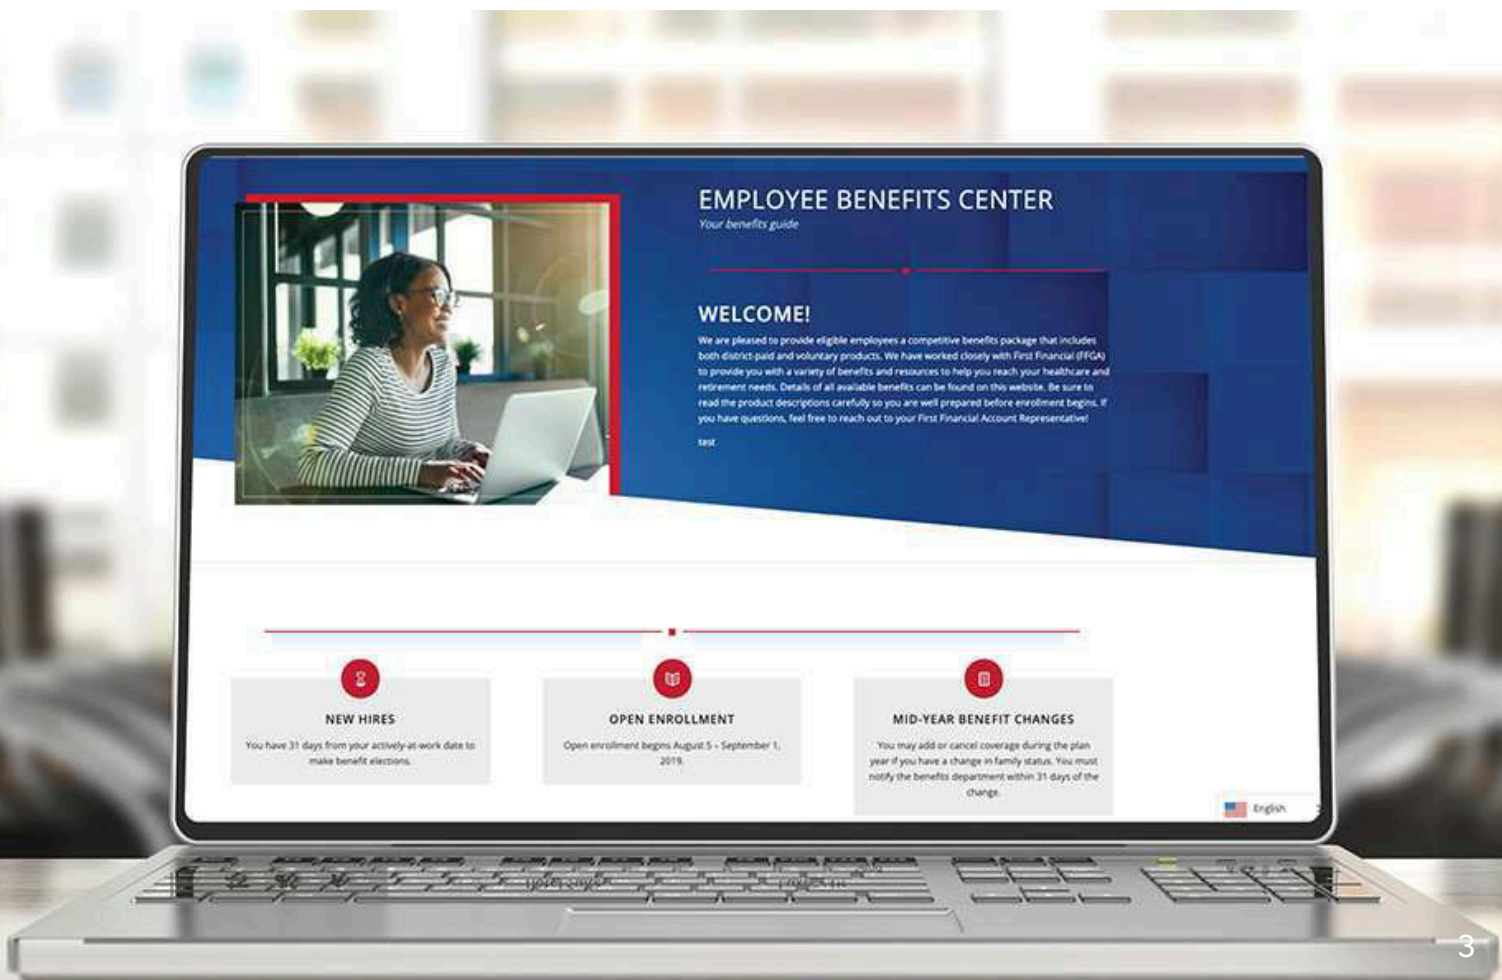 EMPLOYEE BENEFITS CENTER
Your benefits guide
WELCOME!
We are pleased to provide eligible employees a competitive benefits package that includes
both district-paid and voluntary products. We have worked closely with First Financial (FFGA)
to provide you with a variety of benefits and resources to help you reach your healthcare and
retirement needs. Details of all available benefits can be found on this website. Be sure to
read the product descriptions carefully so you are well prepared before enrollment begins. If
you have questions, feel free to reach out to your First Financial Account Representative!
test
NEW HIRES
You have 31 days from your actively-at-work date to
make benefit elections.
OPEN ENROLLMENT
Open enrollment begins August 5 – September 1,
2019.
MID-YEAR BENEFIT CHANGES
You may add or cancel coverage during the plan
year if you have a change in family status. You must
notify the benefits department within 31 days of the
change.
English
3